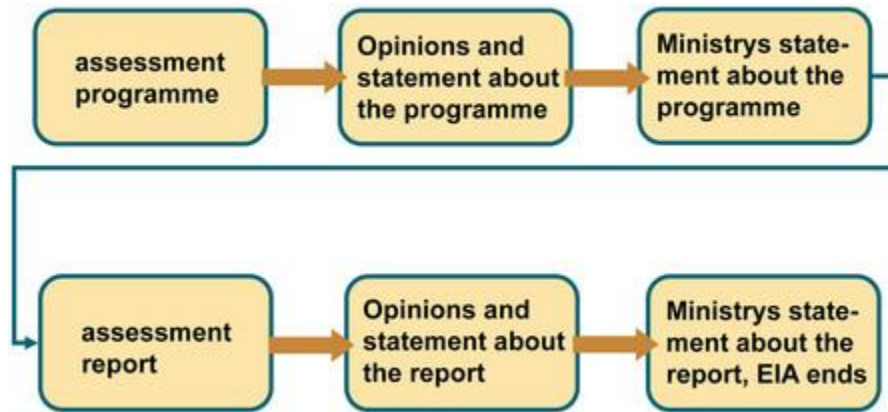 assessment
programme
Opinions and
statement about
the programme
Ministrys state-
ment about the
programme
assessment
report
Opinions and
statement about
the report
Ministrys state-
ment about the
report, EIA ends